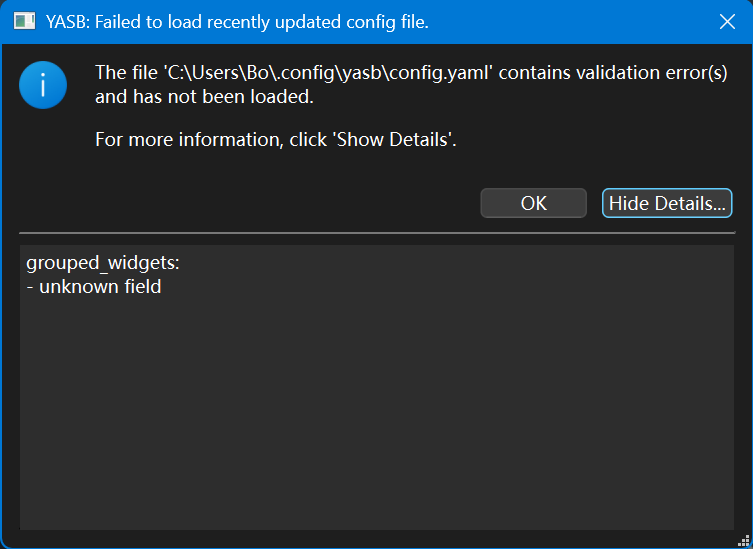 YASB: Failed to load recently updated config file.
The file 'C:\Users\Bo\.config\yasb\config.yaml' contains validation error(s)
and has not been loaded.
For more information, click 'Show Details'.
OK
Hide Details...
grouped_widgets:
- unknown field